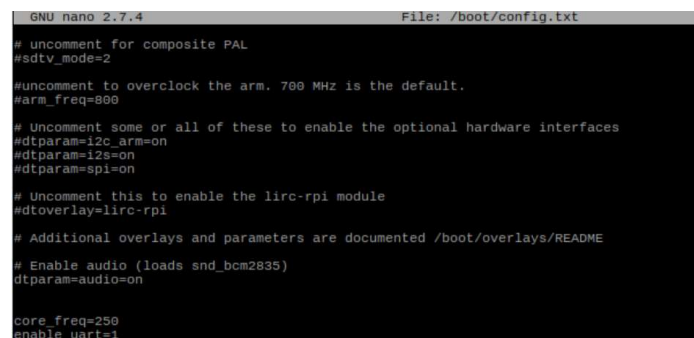 GNU nano 2.7.4 File: /boot/config.txt
# uncomment for composite PAL
#sdtv_mode=2
#uncomment to overclock the arm. 700 MHz is the default.
#arm_freq=800
# Uncomment some or all of these to enable the optional hardware interfaces
#dtparam=i2c_arm=on
#dtparam=i2s=on
#dtparam=spi=on
# Uncomment this to enable the lirc-rpi module
#dtoverlay=lirc-rpi
# Additional overlays and parameters are documented /boot/overlays/README
# Enable audio (loads snd_bcm2835)
dtparam=audio=on
core_freq=250
enable_uart=1